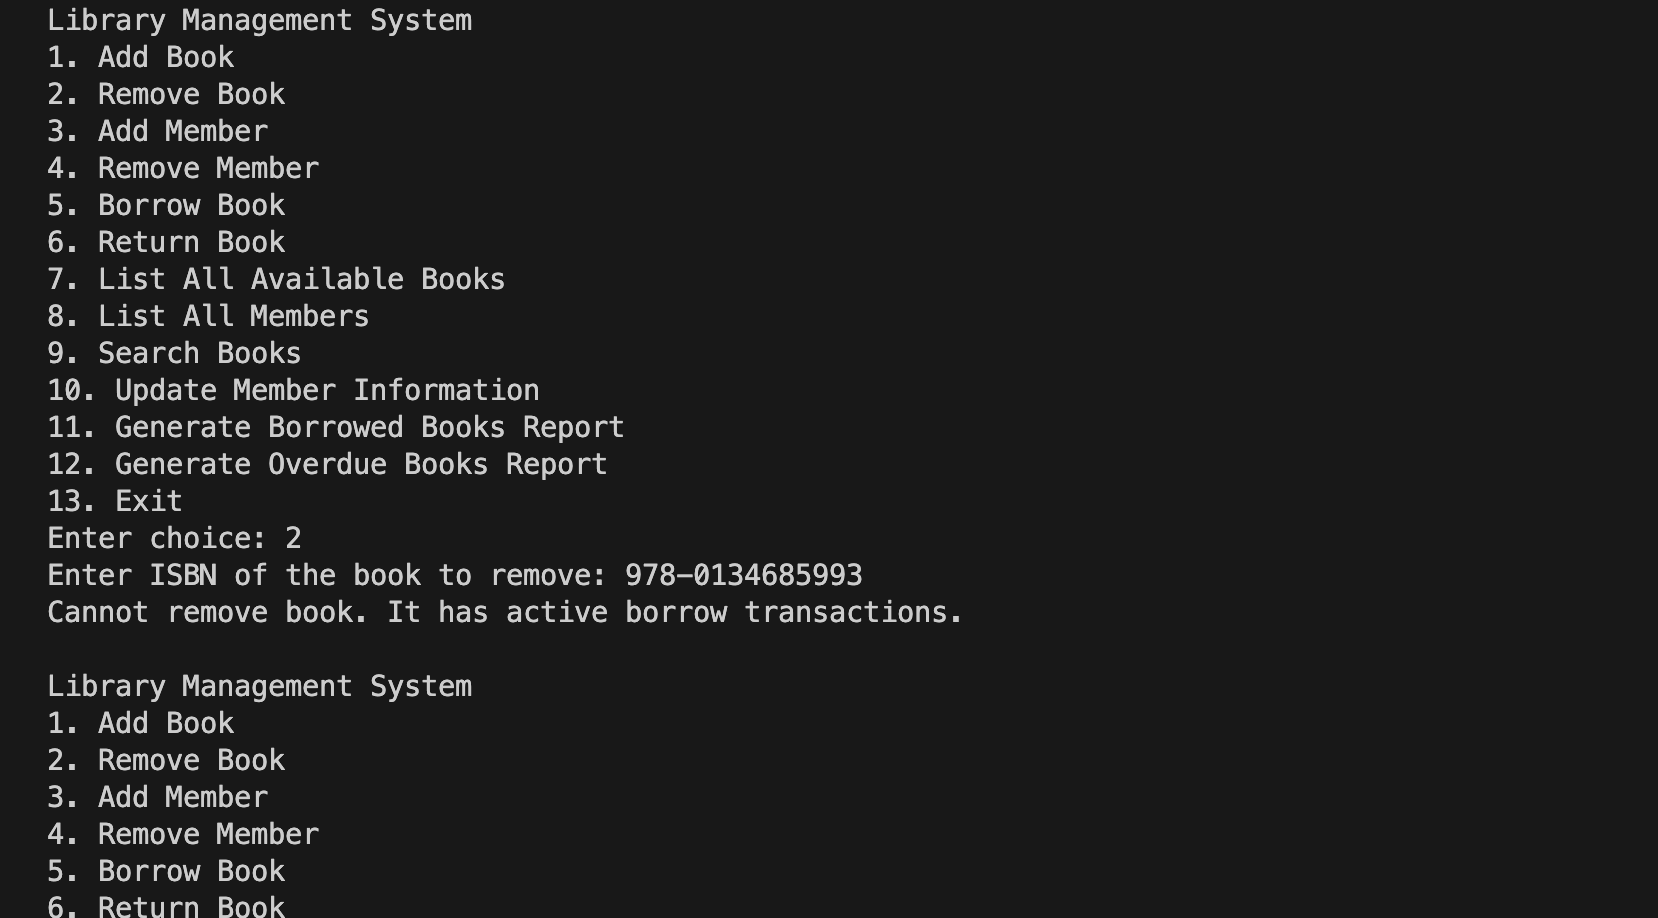 Library Management System
1. Add Book
2. Remove Book
3. Add Member
4. Remove Member
5. Borrow Book
6. Return Book
7. List All Available Books
8. List All Members
9. Search Books
10. Update Member Information
11. Generate Borrowed Books Report
12. Generate Overdue Books Report
13. Exit
Enter choice: 2
Enter ISBN of the book to remove: 978-0134685993
Cannot remove book. It has active borrow transactions.

Library Management System
1. Add Book
2. Remove Book
3. Add Member
4. Remove Member
5. Borrow Book
6. Return Book